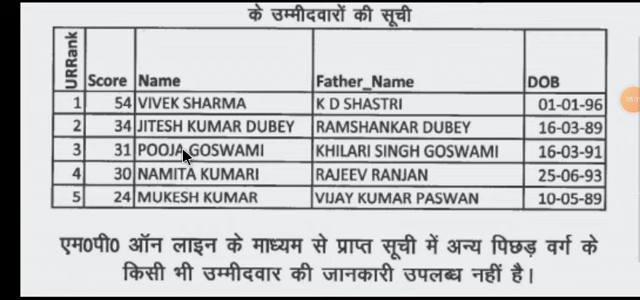 के उम्मीदवारों की सूची
URRank Score Name Father_Name DOB
1 54 VIVEK SHARMA K D SHASTRI 01-01-96
2 34 JITESH KUMAR DUBEY RAMSHANKAR DUBEY 16-03-89
3 31 POOJA GOSWAMI KHILARI SINGH GOSWAMI 16-03-91
4 30 NAMITA KUMARI RAJEEV RANJAN 25-06-93
5 24 MUKESH KUMAR VIJAY KUMAR PASWAN 10-05-89
एम0पी0 ऑन लाइन के माध्यम से प्राप्त सूची में अन्य पिछड़ वर्ग के
किसी भी उम्मीदवार की जानकारी उपलब्ध नहीं है।